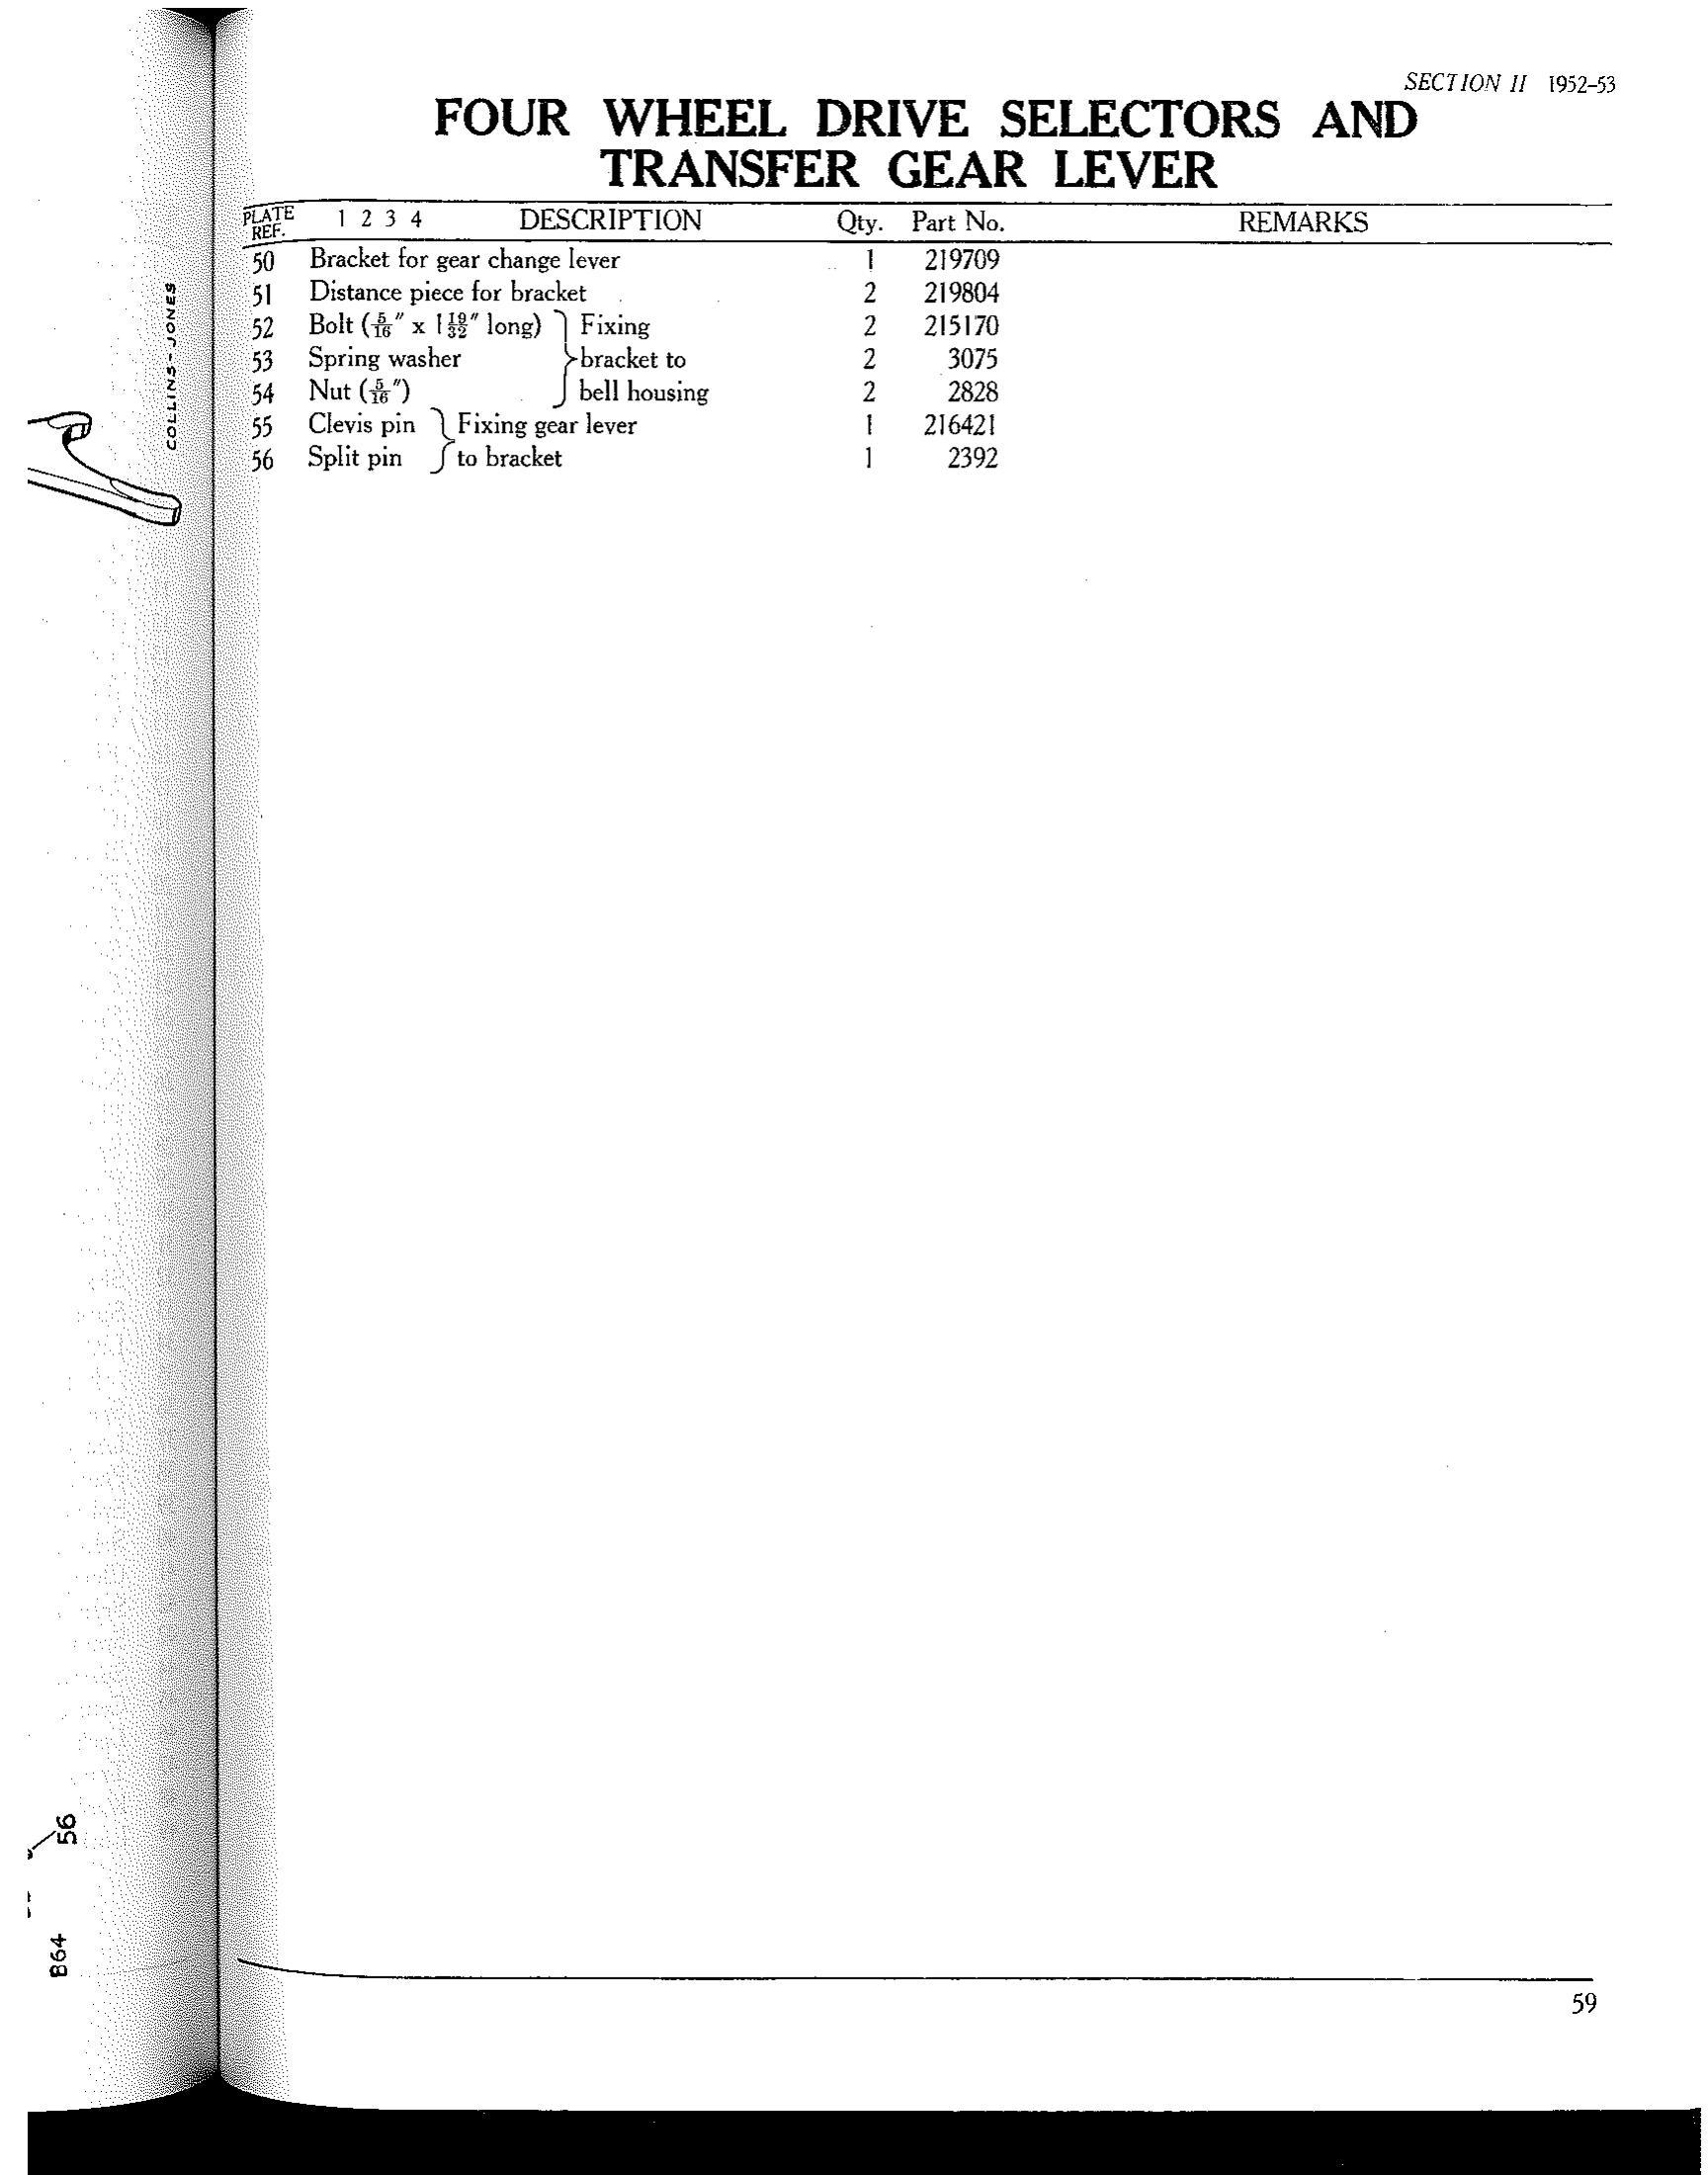 SECTION II 1952–53
FOUR WHEEL DRIVE SELECTORS AND
TRANSFER GEAR LEVER
PLATE REF. 1 2 3 4 DESCRIPTION Qty. Part No. REMARKS
50 Bracket for gear change lever 1 219709
51 Distance piece for bracket 2 219804
52 Bolt (5/16″ x 1 19/32″ long) } Fixing 2 215170
53 Spring washer } bracket to 2 3075
54 Nut (5/16″) } bell housing 2 2828
55 Clevis pin } Fixing gear lever 1 216421
56 Split pin } to bracket 1 2392
COLLINS-JONES
56
B64
59